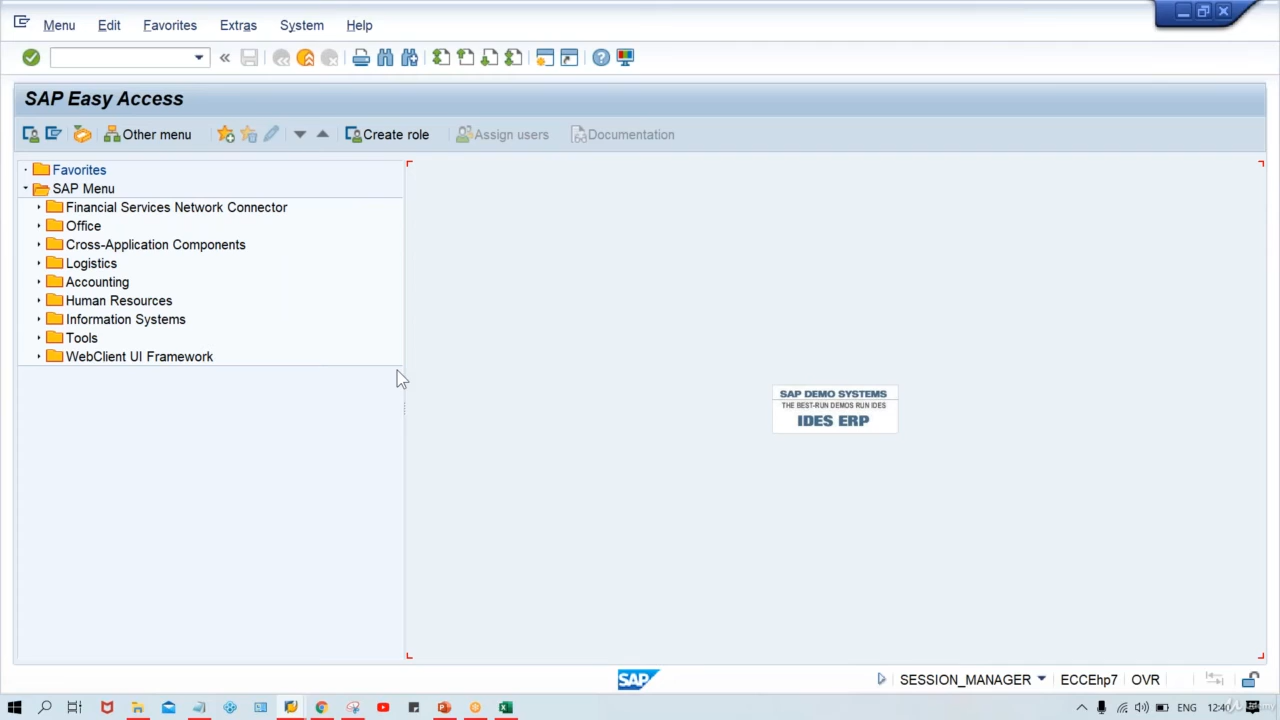 Menu Edit Favorites Extras System Help
SAP Easy Access
Other menu Create role Assign users Documentation
Favorites
SAP Menu
Financial Services Network Connector
Office
Cross-Application Components
Logistics
Accounting
Human Resources
Information Systems
Tools
WebClient UI Framework
SAP DEMO SYSTEMS
THE BEST-RUN DEMOS RUN IDES
IDES ERP
SAP SESSION_MANAGER ECCEhp7 OVR
ENG 12:40
Udemy